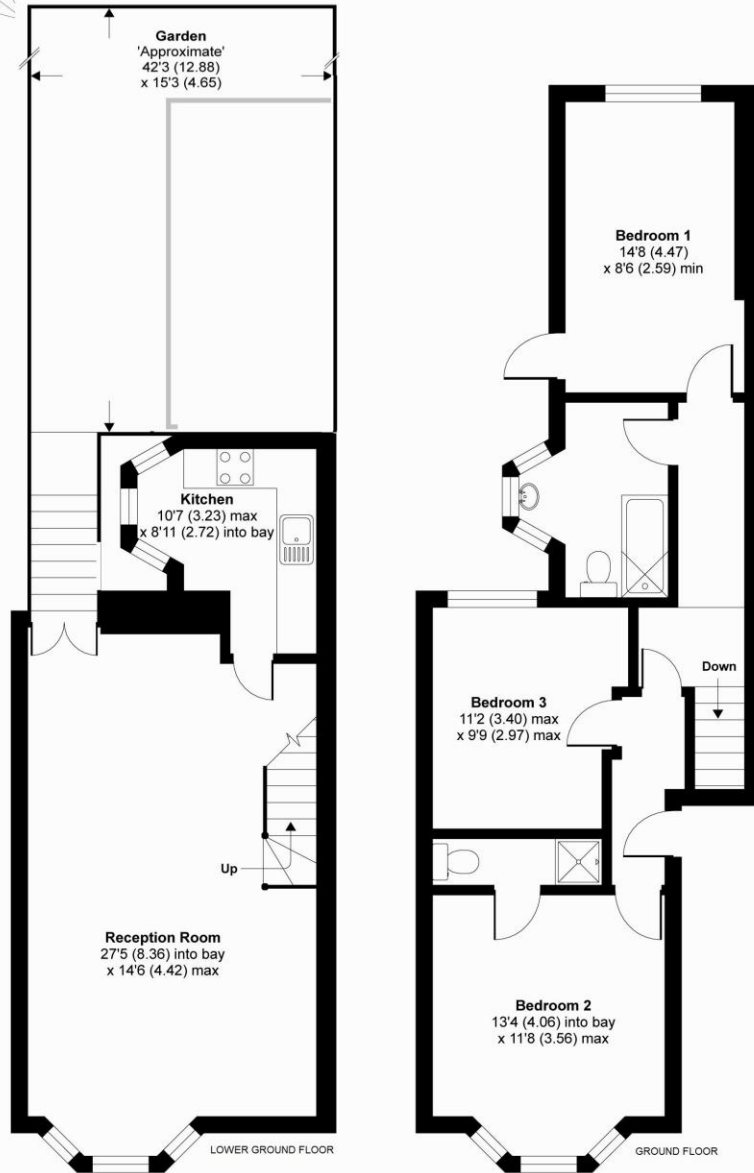 Garden
'Approximate'
42'3 (12.88)
x 15'3 (4.65)
Kitchen
10'7 (3.23) max
x 8'11 (2.72) into bay
Up
Reception Room
27'5 (8.36) into bay
x 14'6 (4.42) max
LOWER GROUND FLOOR
Bedroom 1
14'8 (4.47)
x 8'6 (2.59) min
Down
Bedroom 3
11'2 (3.40) max
x 9'9 (2.97) max
Bedroom 2
13'4 (4.06) into bay
x 11'8 (3.56) max
GROUND FLOOR